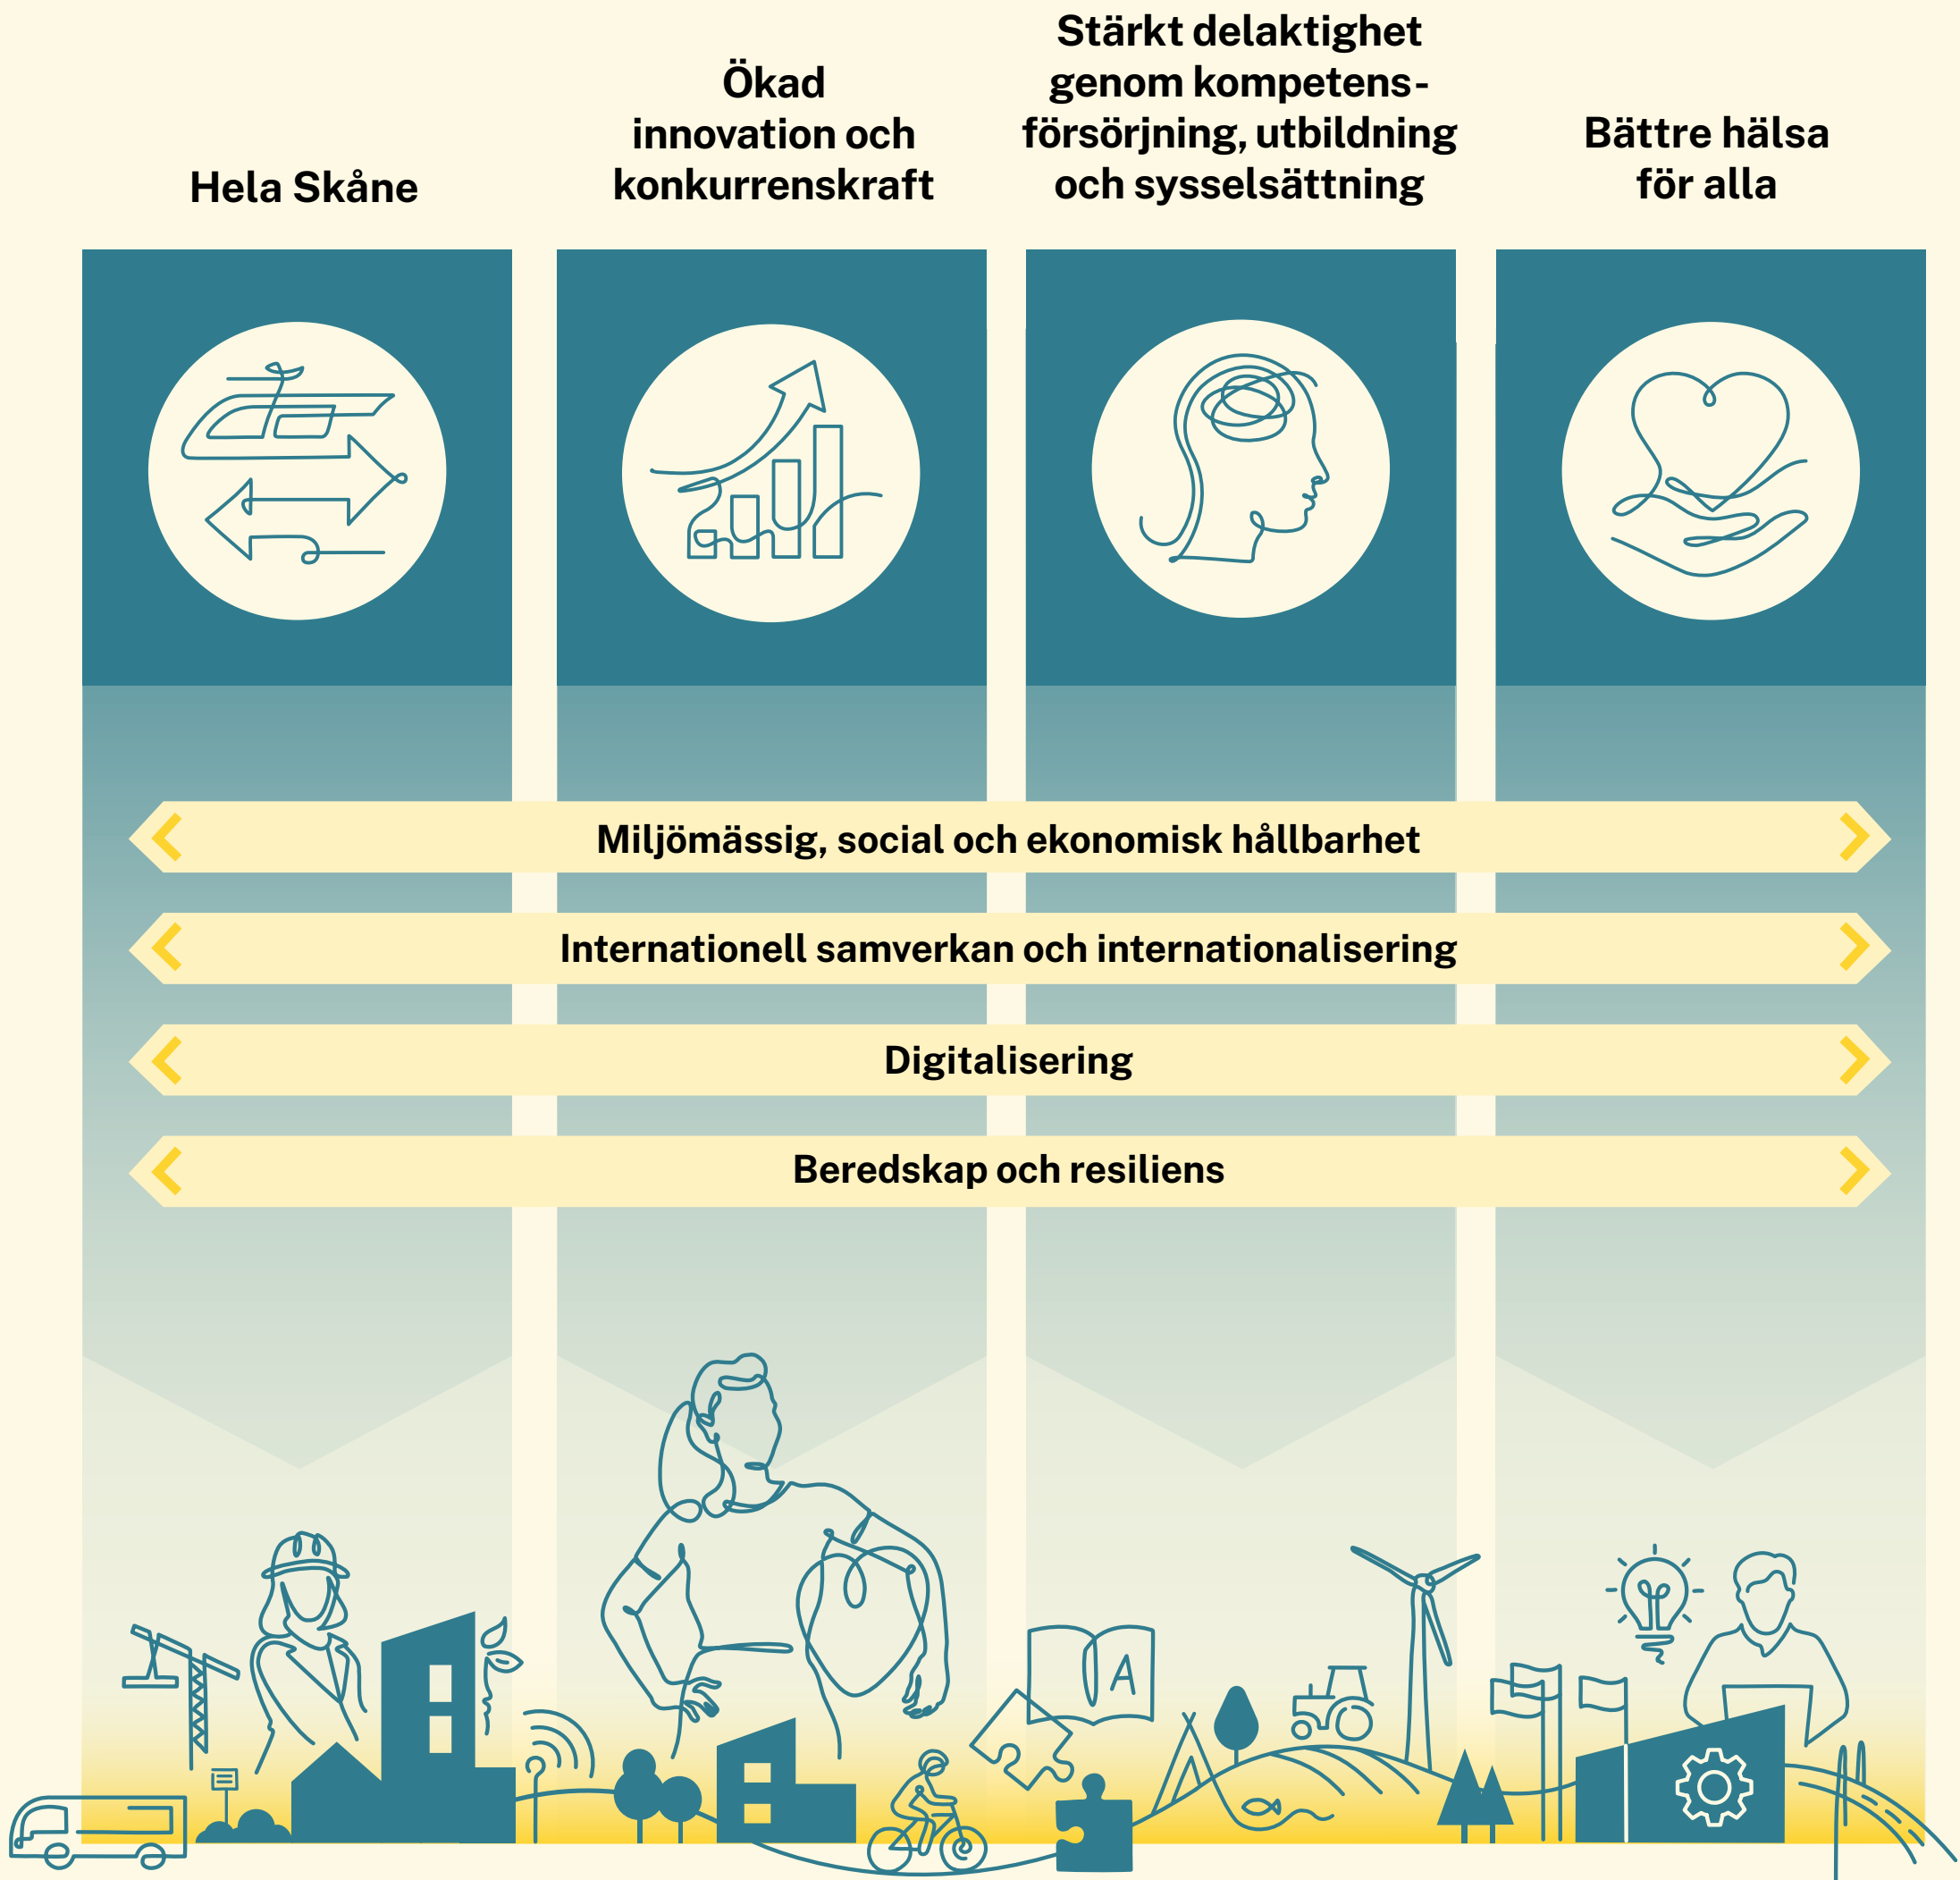 Hela Skåne
Ökad
innovation och
konkurrenskraft
Stärkt delaktighet
genom kompetens-
försörjning, utbildning
och sysselsättning
Bättre hälsa
för alla
Miljömässig, social och ekonomisk hållbarhet
Internationell samverkan och internationalisering
Digitalisering
Beredskap och resiliens
A